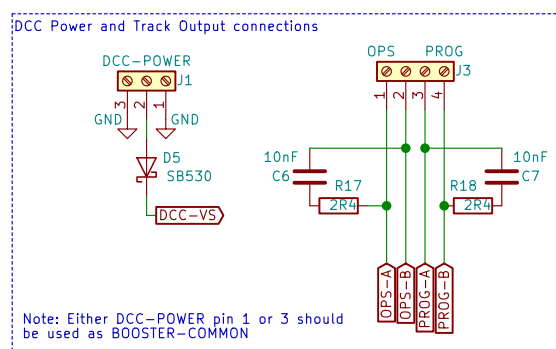 DCC Power and Track Output connections
DCC-POWER
J1
3
2
1
GND
GND
D5
SB530
DCC-VS
OPS
PROG
J3
1
2
3
4
10nF
C6
R17
2R4
10nF
C7
R18
2R4
OPS-A
OPS-B
PROG-A
PROG-B
Note: Either DCC-POWER pin 1 or 3 should
be used as BOOSTER-COMMON